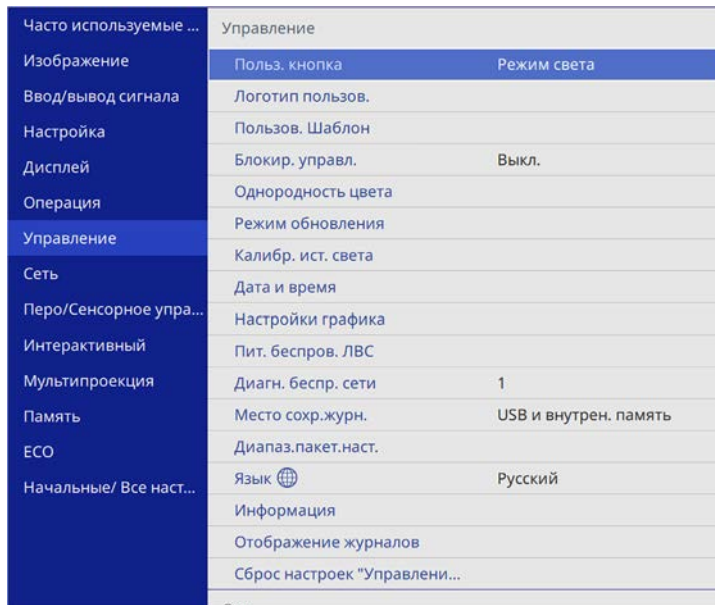 Часто используемые ...
Изображение
Ввод/вывод сигнала
Настройка
Дисплей
Операция
Управление
Сеть
Перо/Сенсорное упра...
Интерактивный
Мультипроекция
Память
ECO
Начальные/ Все наст...
Управление
Польз. кнопка Режим света
Логотип пользов.
Пользов. Шаблон
Блокир. управл. Выкл.
Однородность цвета
Режим обновления
Калибр. ист. света
Дата и время
Настройки графика
Пит. беспров. ЛВС
Диагн. беспр. сети 1
Место сохр.журн. USB и внутрен. память
Диапаз.пакет.наст.
Язык Русский
Информация
Отображение журналов
Сброс настроек "Управлени...